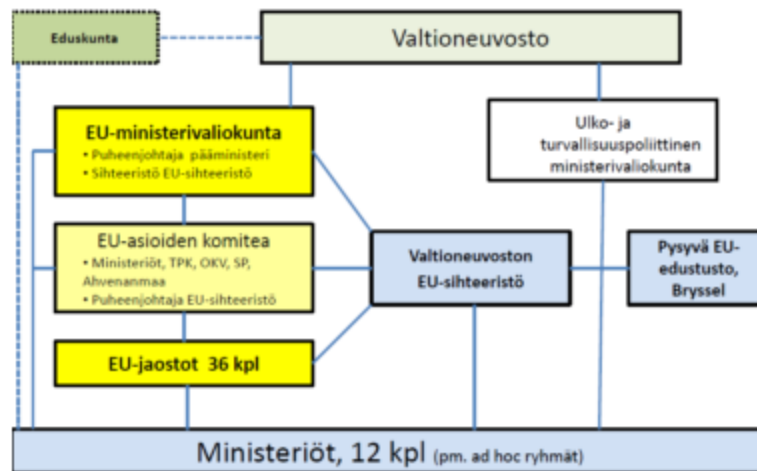 Eduskunta
Valtioneuvosto
EU-ministerivaliokunta
• Puheenjohtaja pääministeri
• Sihteeristö EU-sihteeristö
Ulko- ja
turvallisuuspoliittinen
ministerivaliokunta
EU-asioiden komitea
• Ministeriöt, TPK, OKV, SP,
Ahvenanmaa
• Puheenjohtaja EU-sihteeristö
Valtioneuvoston
EU-sihteeristö
Pysyvä EU-
edustusto,
Bryssel
EU-jaostot 36 kpl
Ministeriöt, 12 kpl (pm. ad hoc ryhmät)